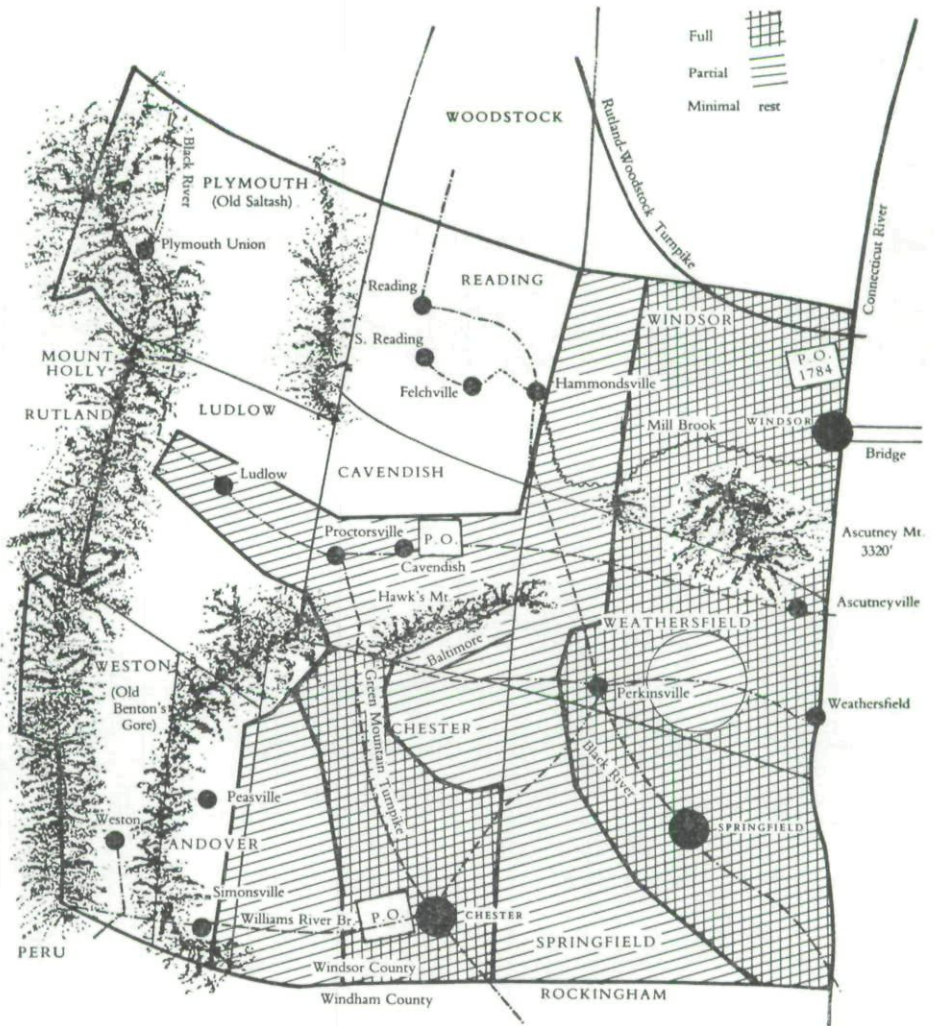 Full
Partial
Minimal rest
WOODSTOCK
Rutland-Woodstock Turnpike
Connecticut River
Black River
PLYMOUTH
(Old Saltash)
Plymouth Union
Reading
READING
WINDSOR
S. Reading
P.O.
1784
MOUNT
HOLLY
Felchville
Hammondsville
RUTLAND
LUDLOW
Mill Brook
WINDSOR
Bridge
CAVENDISH
Ludlow
Proctorsville
P.O.
Cavendish
Ascutney Mt.
3320'
Hawk's Mt.
Ascutneyville
WEATHERSFIELD
Baltimore
WESTON
(Old
Benton's
Gore)
Perkinsville
Weathersfield
Green Mountain Turnpike
CHESTER
Black River
Peasville
Weston
SPRINGFIELD
ANDOVER
Simonsville
Williams River Br.
P.O.
CHESTER
PERU
SPRINGFIELD
Windsor County
Windham County
ROCKINGHAM